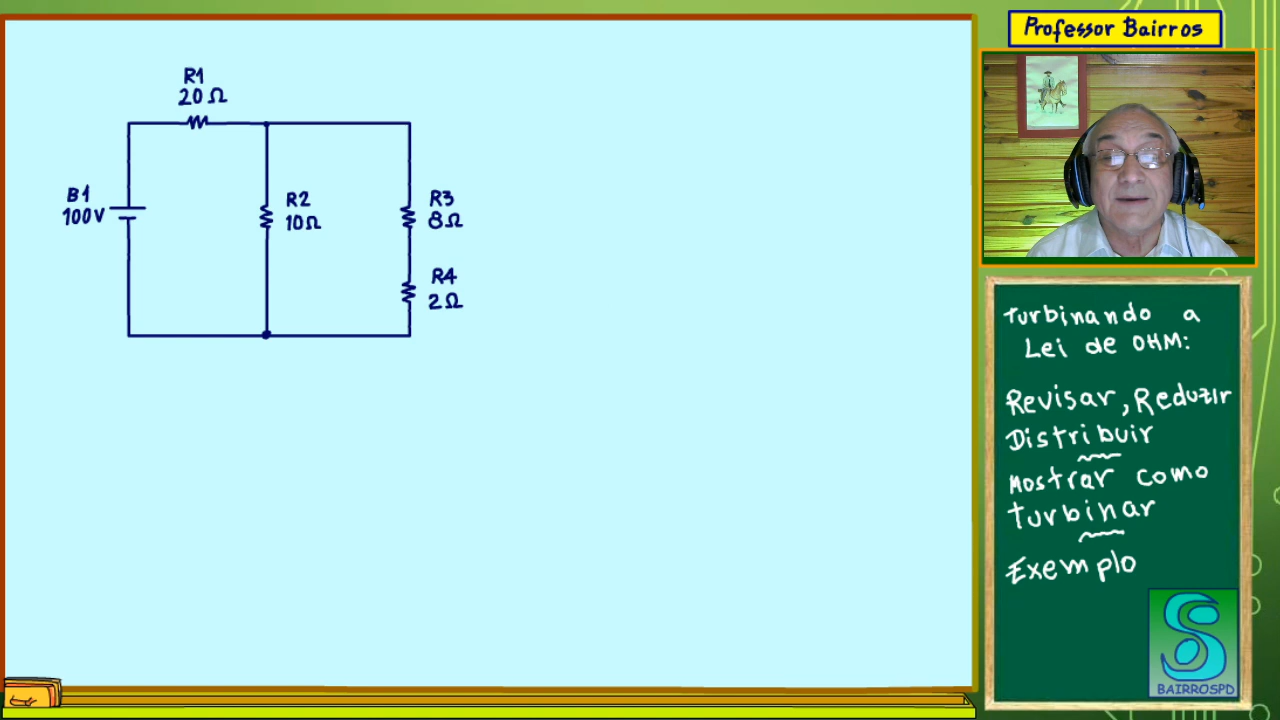 Professor Bairros
R1
20Ω
B1
100V
R2
10Ω
R3
8Ω
R4
2Ω
Turbinando a
Lei de OHM:
Revisar, Reduzir
Distribuir
Mostrar como
Turbinar
Exemplo
BAIRROSPD